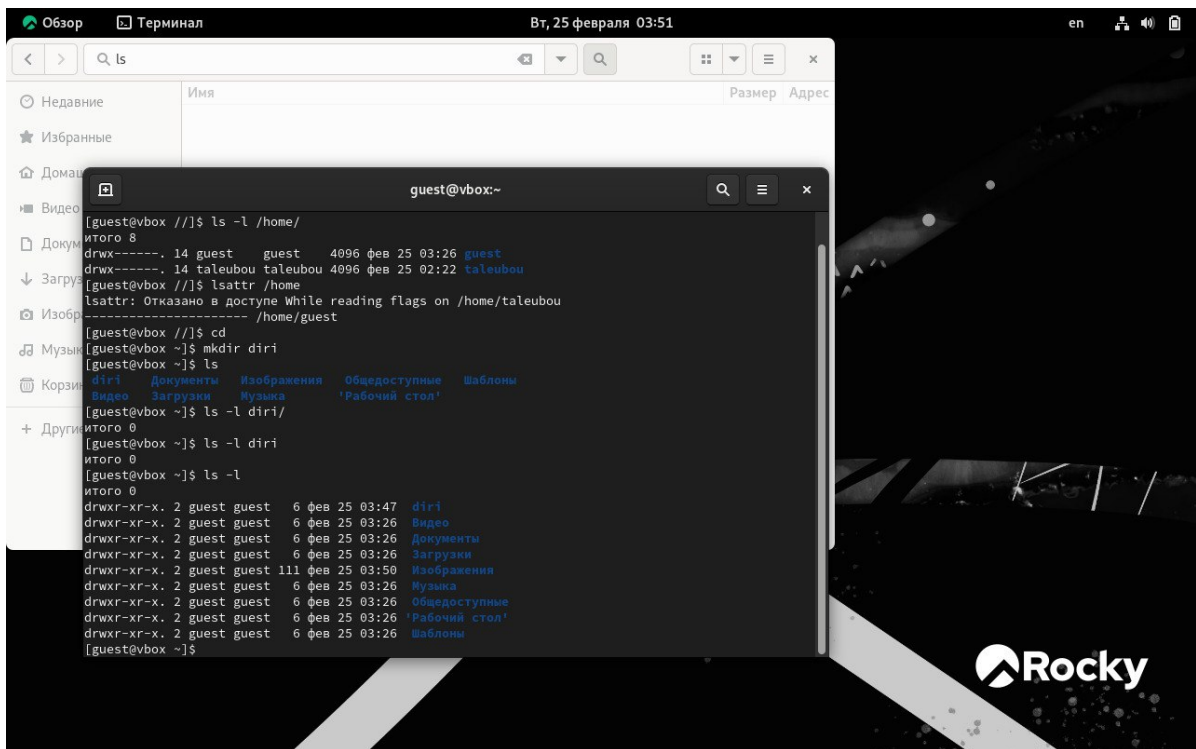 Обзор Терминал Вт, 25 февраля 03:51 en
ls
Имя Размер Адрес
Недавние
Избранные
Домаш
Видео
Докум
Загруз
Изобр
Музык
Корзин
+ Другие
guest@vbox:~
[guest@vbox //]$ ls -l /home/
итого 8
drwx------. 14 guest    guest    4096 фев 25 03:26 guest
drwx------. 14 taleubou taleubou 4096 фев 25 02:22 taleubou
[guest@vbox //]$ lsattr /home
lsattr: Отказано в доступе While reading flags on /home/taleubou
---------------------- /home/guest
[guest@vbox //]$ cd
[guest@vbox ~]$ mkdir diri
[guest@vbox ~]$ ls
diri Документы Изображения Общедоступные Шаблоны
Видео Загрузки Музыка 'Рабочий стол'
[guest@vbox ~]$ ls -l diri/
итого 0
[guest@vbox ~]$ ls -l diri
итого 0
[guest@vbox ~]$ ls -l
итого 0
drwxr-xr-x. 2 guest guest   6 фев 25 03:47  diri
drwxr-xr-x. 2 guest guest   6 фев 25 03:26  Видео
drwxr-xr-x. 2 guest guest   6 фев 25 03:26  Документы
drwxr-xr-x. 2 guest guest   6 фев 25 03:26  Загрузки
drwxr-xr-x. 2 guest guest 111 фев 25 03:50  Изображения
drwxr-xr-x. 2 guest guest   6 фев 25 03:26  Музыка
drwxr-xr-x. 2 guest guest   6 фев 25 03:26  Общедоступные
drwxr-xr-x. 2 guest guest   6 фев 25 03:26 'Рабочий стол'
drwxr-xr-x. 2 guest guest   6 фев 25 03:26  Шаблоны
[guest@vbox ~]$
Rocky